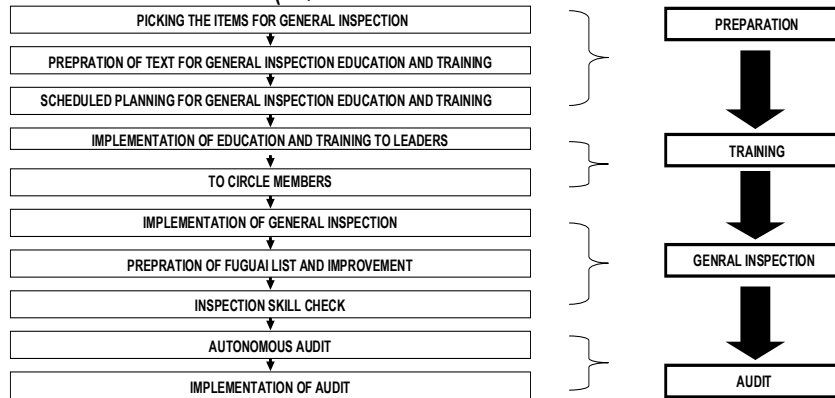 PICKING THE ITEMS FOR GENERAL INSPECTION
PREPRATION OF TEXT FOR GENERAL INSPECTION EDUCATION AND TRAINING
SCHEDULED PLANNING FOR GENERAL INSPECTION EDUCATION AND TRAINING
IMPLEMENTATION OF EDUCATION AND TRAINING TO LEADERS
TO CIRCLE MEMBERS
IMPLEMENTATION OF GENERAL INSPECTION
PREPRATION OF FUGUAI LIST AND IMPROVEMENT
INSPECTION SKILL CHECK
AUTONOMOUS AUDIT
IMPLEMENTATION OF AUDIT
PREPARATION
TRAINING
GENRAL INSPECTION
AUDIT